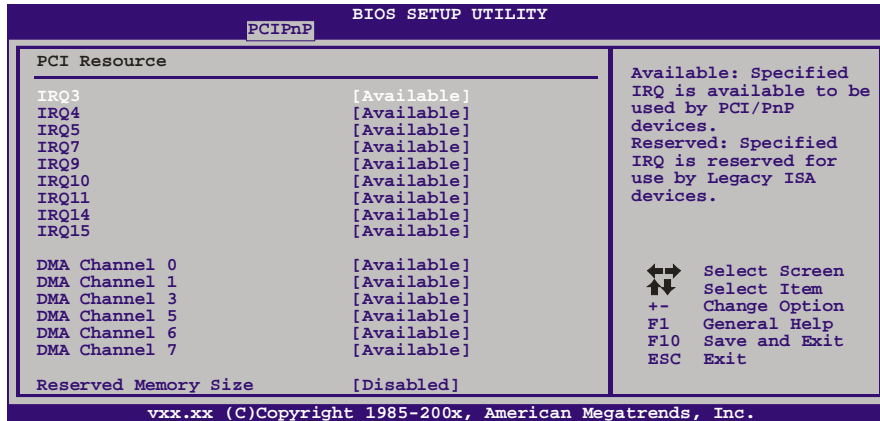 BIOS SETUP UTILITY
PCIPnP
PCI Resource
IRQ3 [Available]
IRQ4 [Available]
IRQ5 [Available]
IRQ7 [Available]
IRQ9 [Available]
IRQ10 [Available]
IRQ11 [Available]
IRQ14 [Available]
IRQ15 [Available]
DMA Channel 0 [Available]
DMA Channel 1 [Available]
DMA Channel 3 [Available]
DMA Channel 5 [Available]
DMA Channel 6 [Available]
DMA Channel 7 [Available]
Reserved Memory Size [Disabled]
Available: Specified
IRQ is available to be
used by PCI/PnP
devices.
Reserved: Specified
IRQ is reserved for
use by Legacy ISA
devices.
Select Screen
Select Item
+- Change Option
F1 General Help
F10 Save and Exit
ESC Exit
vxx.xx (C)Copyright 1985-200x, American Megatrends, Inc.